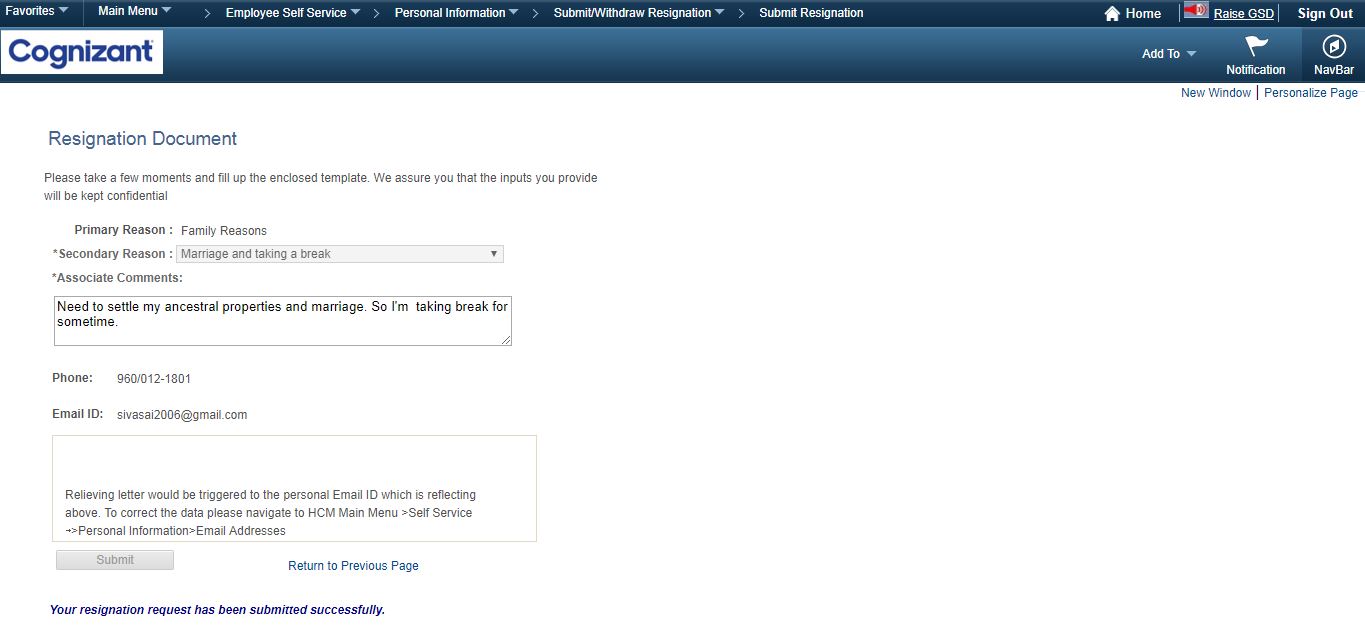 Favorites Main Menu > Employee Self Service > Personal Information > Submit/Withdraw Resignation > Submit Resignation Home Raise GSD Sign Out
Cognizant
Add To Notification NavBar
New Window | Personalize Page
Resignation Document
Please take a few moments and fill up the enclosed template. We assure you that the inputs you provide
will be kept confidential
Primary Reason : Family Reasons
*Secondary Reason : Marriage and taking a break
*Associate Comments:
Need to settle my ancestral properties and marriage. So I'm  taking break for
sometime.
Phone: 960/012-1801
Email ID: sivasai2006@gmail.com
Relieving letter would be triggered to the personal Email ID which is reflecting
above. To correct the data please navigate to HCM Main Menu >Self Service
->Personal Information>Email Addresses
Submit Return to Previous Page
Your resignation request has been submitted successfully.